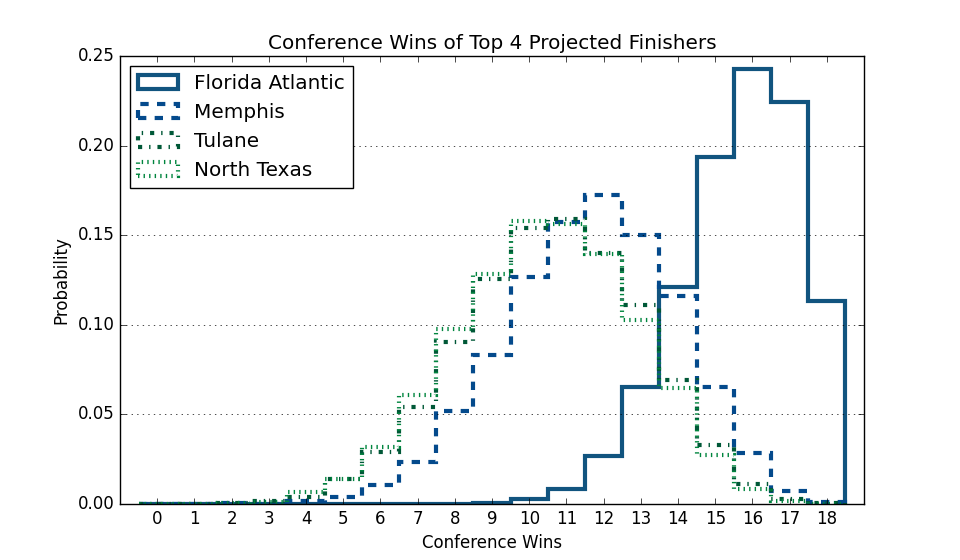 Conference Wins of Top 4 Projected Finishers
0.25
0.20
0.15
0.10
0.05
0.00
Probability
Florida Atlantic
Memphis
Tulane
North Texas
0 1 2 3 4 5 6 7 8 9 10 11 12 13 14 15 16 17 18
Conference Wins